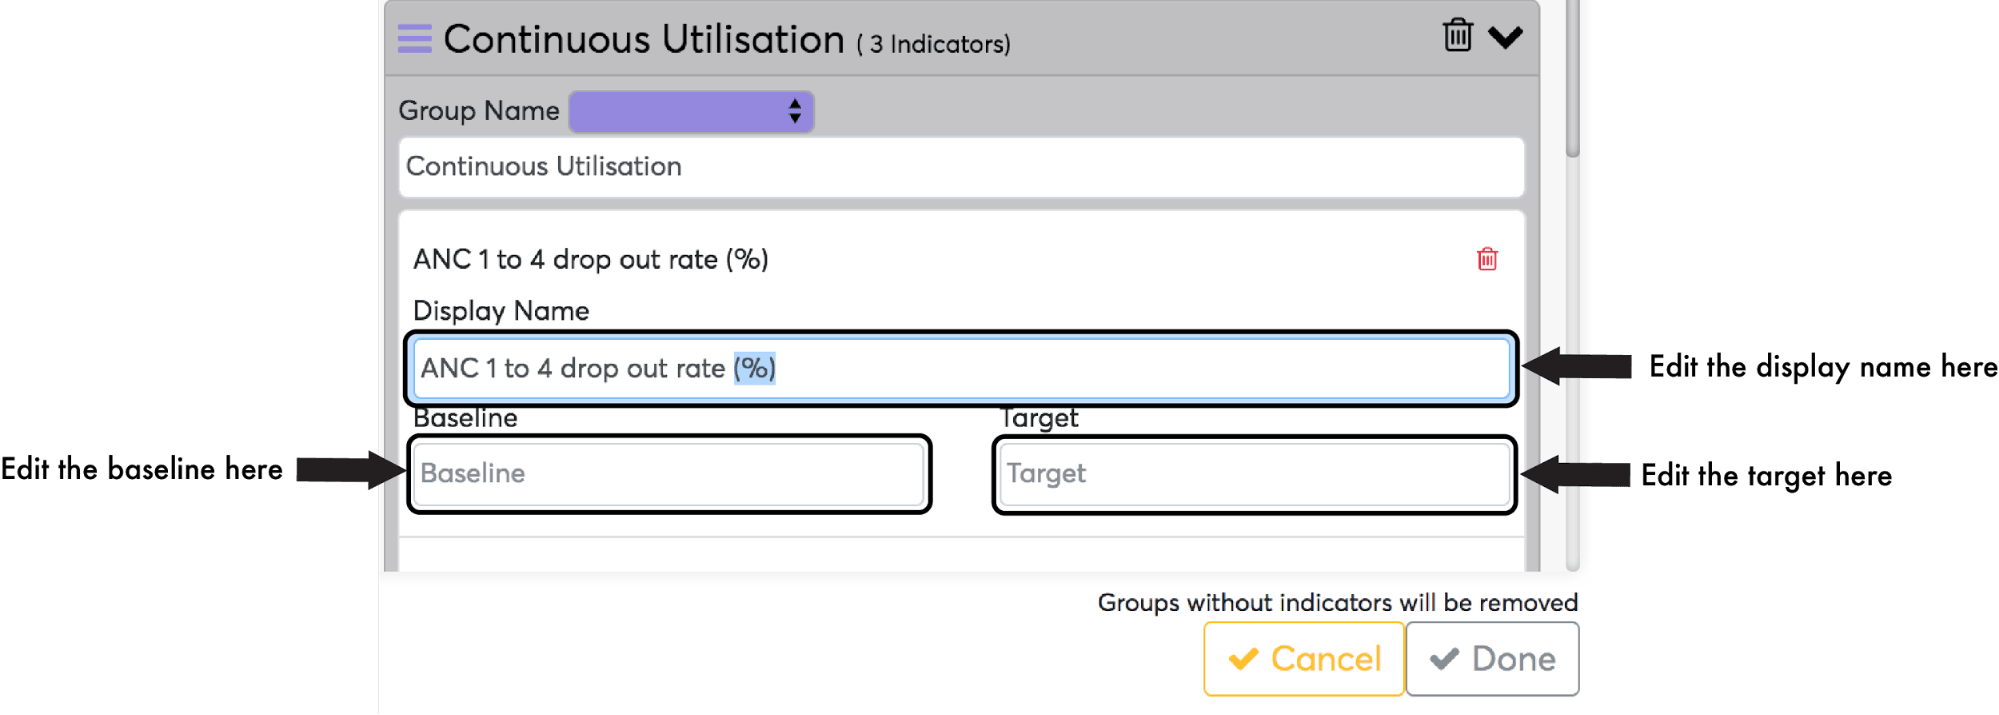 Continuous Utilisation ( 3 Indicators)
Group Name
Continuous Utilisation
ANC 1 to 4 drop out rate (%)
Display Name
ANC 1 to 4 drop out rate (%)
Edit the display name here
Baseline Target
Edit the baseline here Baseline Target Edit the target here
Groups without indicators will be removed
Cancel Done